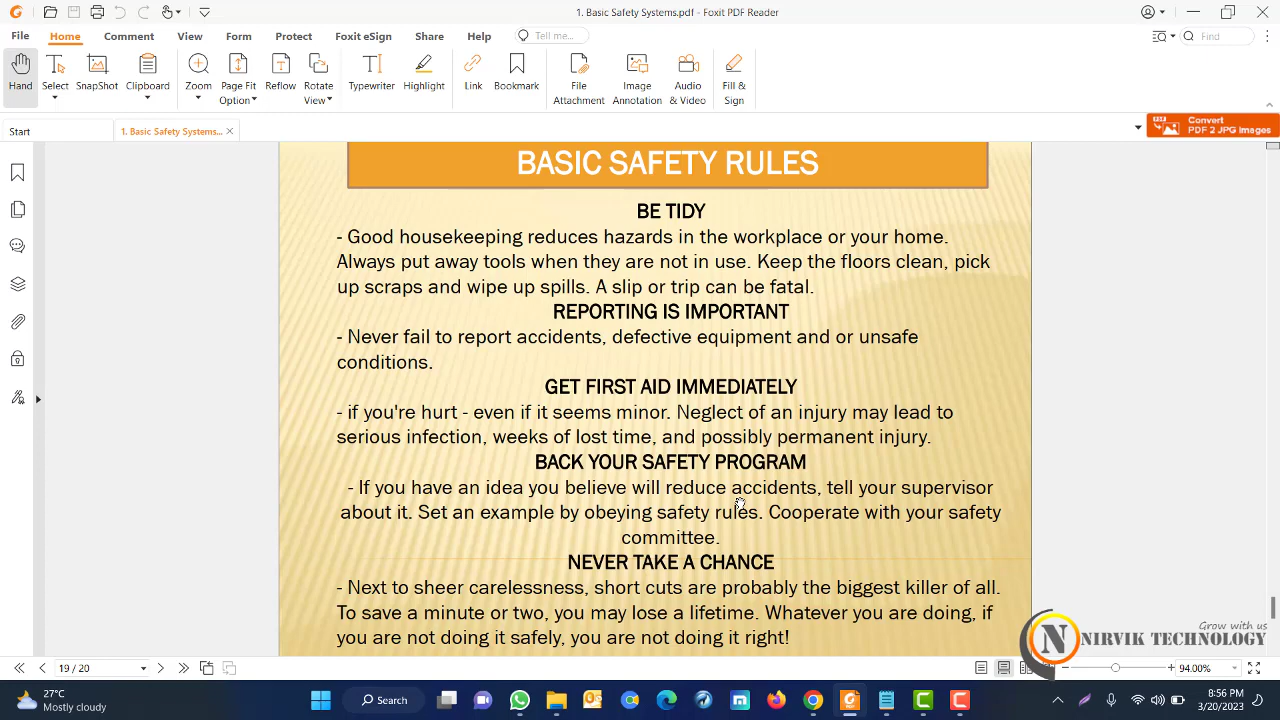 1. Basic Safety Systems.pdf - Foxit PDF Reader
File Home Comment View Form Protect Foxit eSign Share Help Tell me... Find
Hand Select SnapShot Clipboard Zoom Page Fit Option Reflow Rotate View Typewriter Highlight Link Bookmark File Attachment Image Annotation Audio & Video Fill & Sign
Start 1. Basic Safety Systems...
Convert
PDF 2 JPG Images
BASIC SAFETY RULES
BE TIDY
- Good housekeeping reduces hazards in the workplace or your home.
Always put away tools when they are not in use. Keep the floors clean, pick
up scraps and wipe up spills. A slip or trip can be fatal.
REPORTING IS IMPORTANT
- Never fail to report accidents, defective equipment and or unsafe
conditions.
GET FIRST AID IMMEDIATELY
- if you're hurt - even if it seems minor. Neglect of an injury may lead to
serious infection, weeks of lost time, and possibly permanent injury.
BACK YOUR SAFETY PROGRAM
- If you have an idea you believe will reduce accidents, tell your supervisor
about it. Set an example by obeying safety rules. Cooperate with your safety
committee.
NEVER TAKE A CHANCE
- Next to sheer carelessness, short cuts are probably the biggest killer of all.
To save a minute or two, you may lose a lifetime. Whatever you are doing, if
you are not doing it safely, you are not doing it right!
Grow with us
N NIRVIK TECHNOLOGY
19 / 20 94.00%
27°C
Mostly cloudy
Search
8:56 PM
3/20/2023